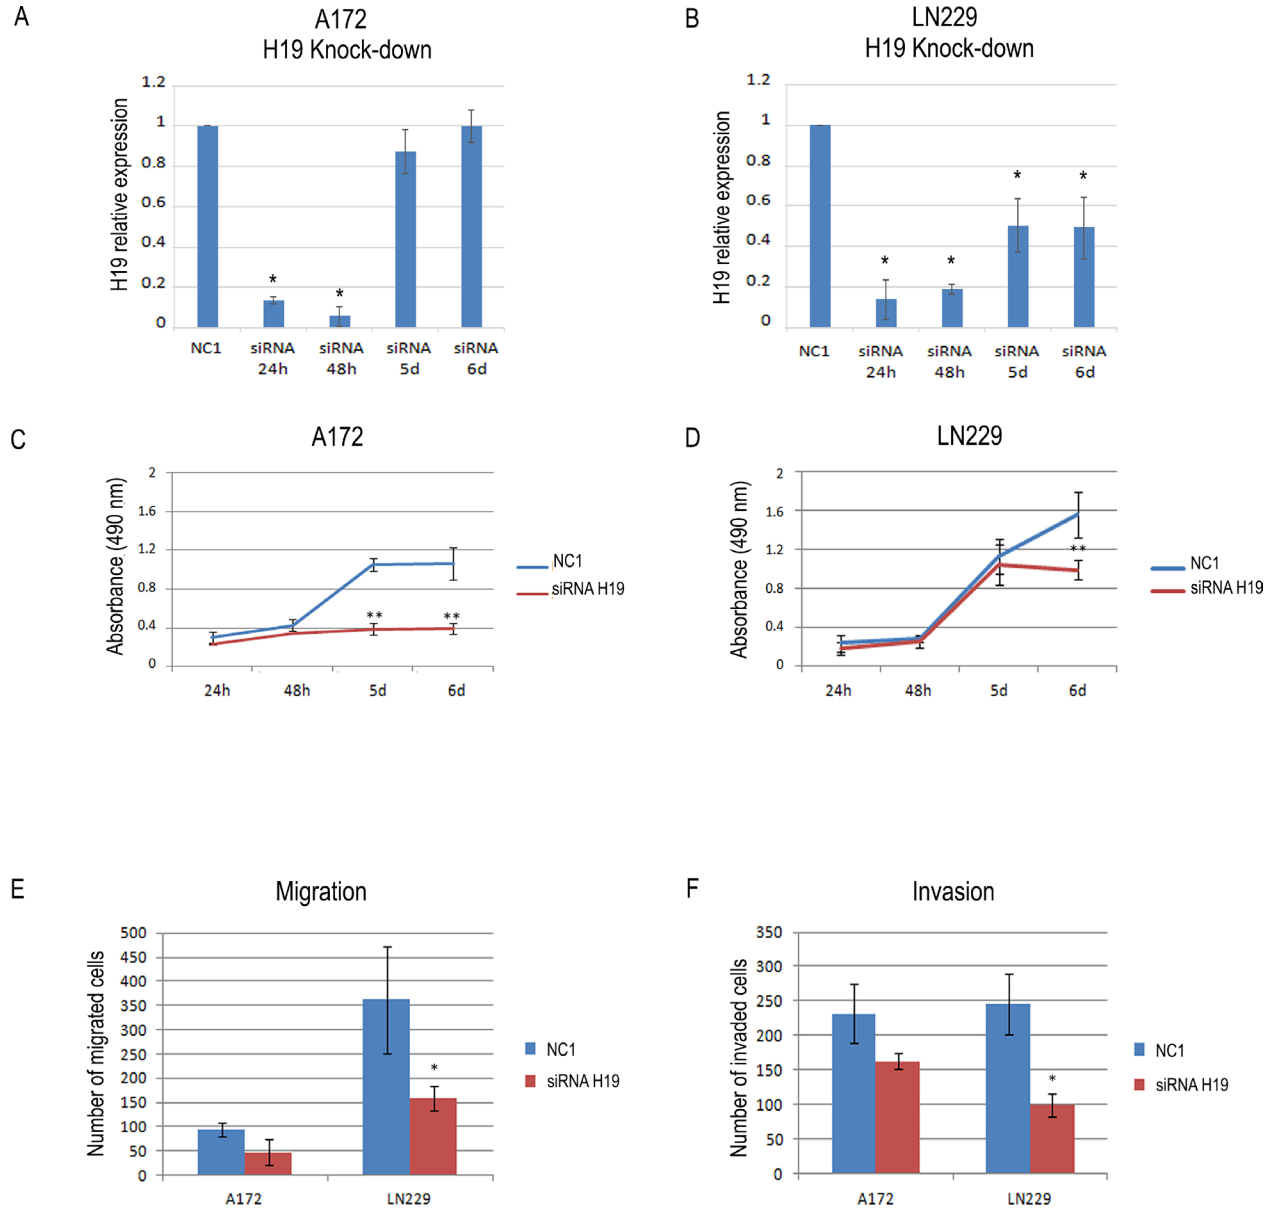 A
A172
H19 Knock-down
H19 relative expression
1.2
1
0.8
0.6
0.4
0.2
0
*
*
NC1
siRNA 24h
siRNA 48h
siRNA 5d
siRNA 6d
B
LN229
H19 Knock-down
H19 relative expression
1.2
1
0.8
0.6
0.4
0.2
0
*
*
*
*
NC1
siRNA 24h
siRNA 48h
siRNA 5d
siRNA 6d
C
A172
Absorbance (490 nm)
2
1.6
1.2
0.8
0.4
0
**
**
24h
48h
5d
6d
NC1
siRNA H19
D
LN229
Absorbance (490 nm)
2
1.6
1.2
0.8
0.4
0
**
24h
48h
5d
6d
NC1
siRNA H19
E
Migration
Number of migrated cells
500
450
400
350
300
250
200
150
100
50
0
*
A172
LN229
NC1
siRNA H19
F
Invasion
Number of invaded cells
350
300
250
200
150
100
50
0
*
A172
LN229
NC1
siRNA H19